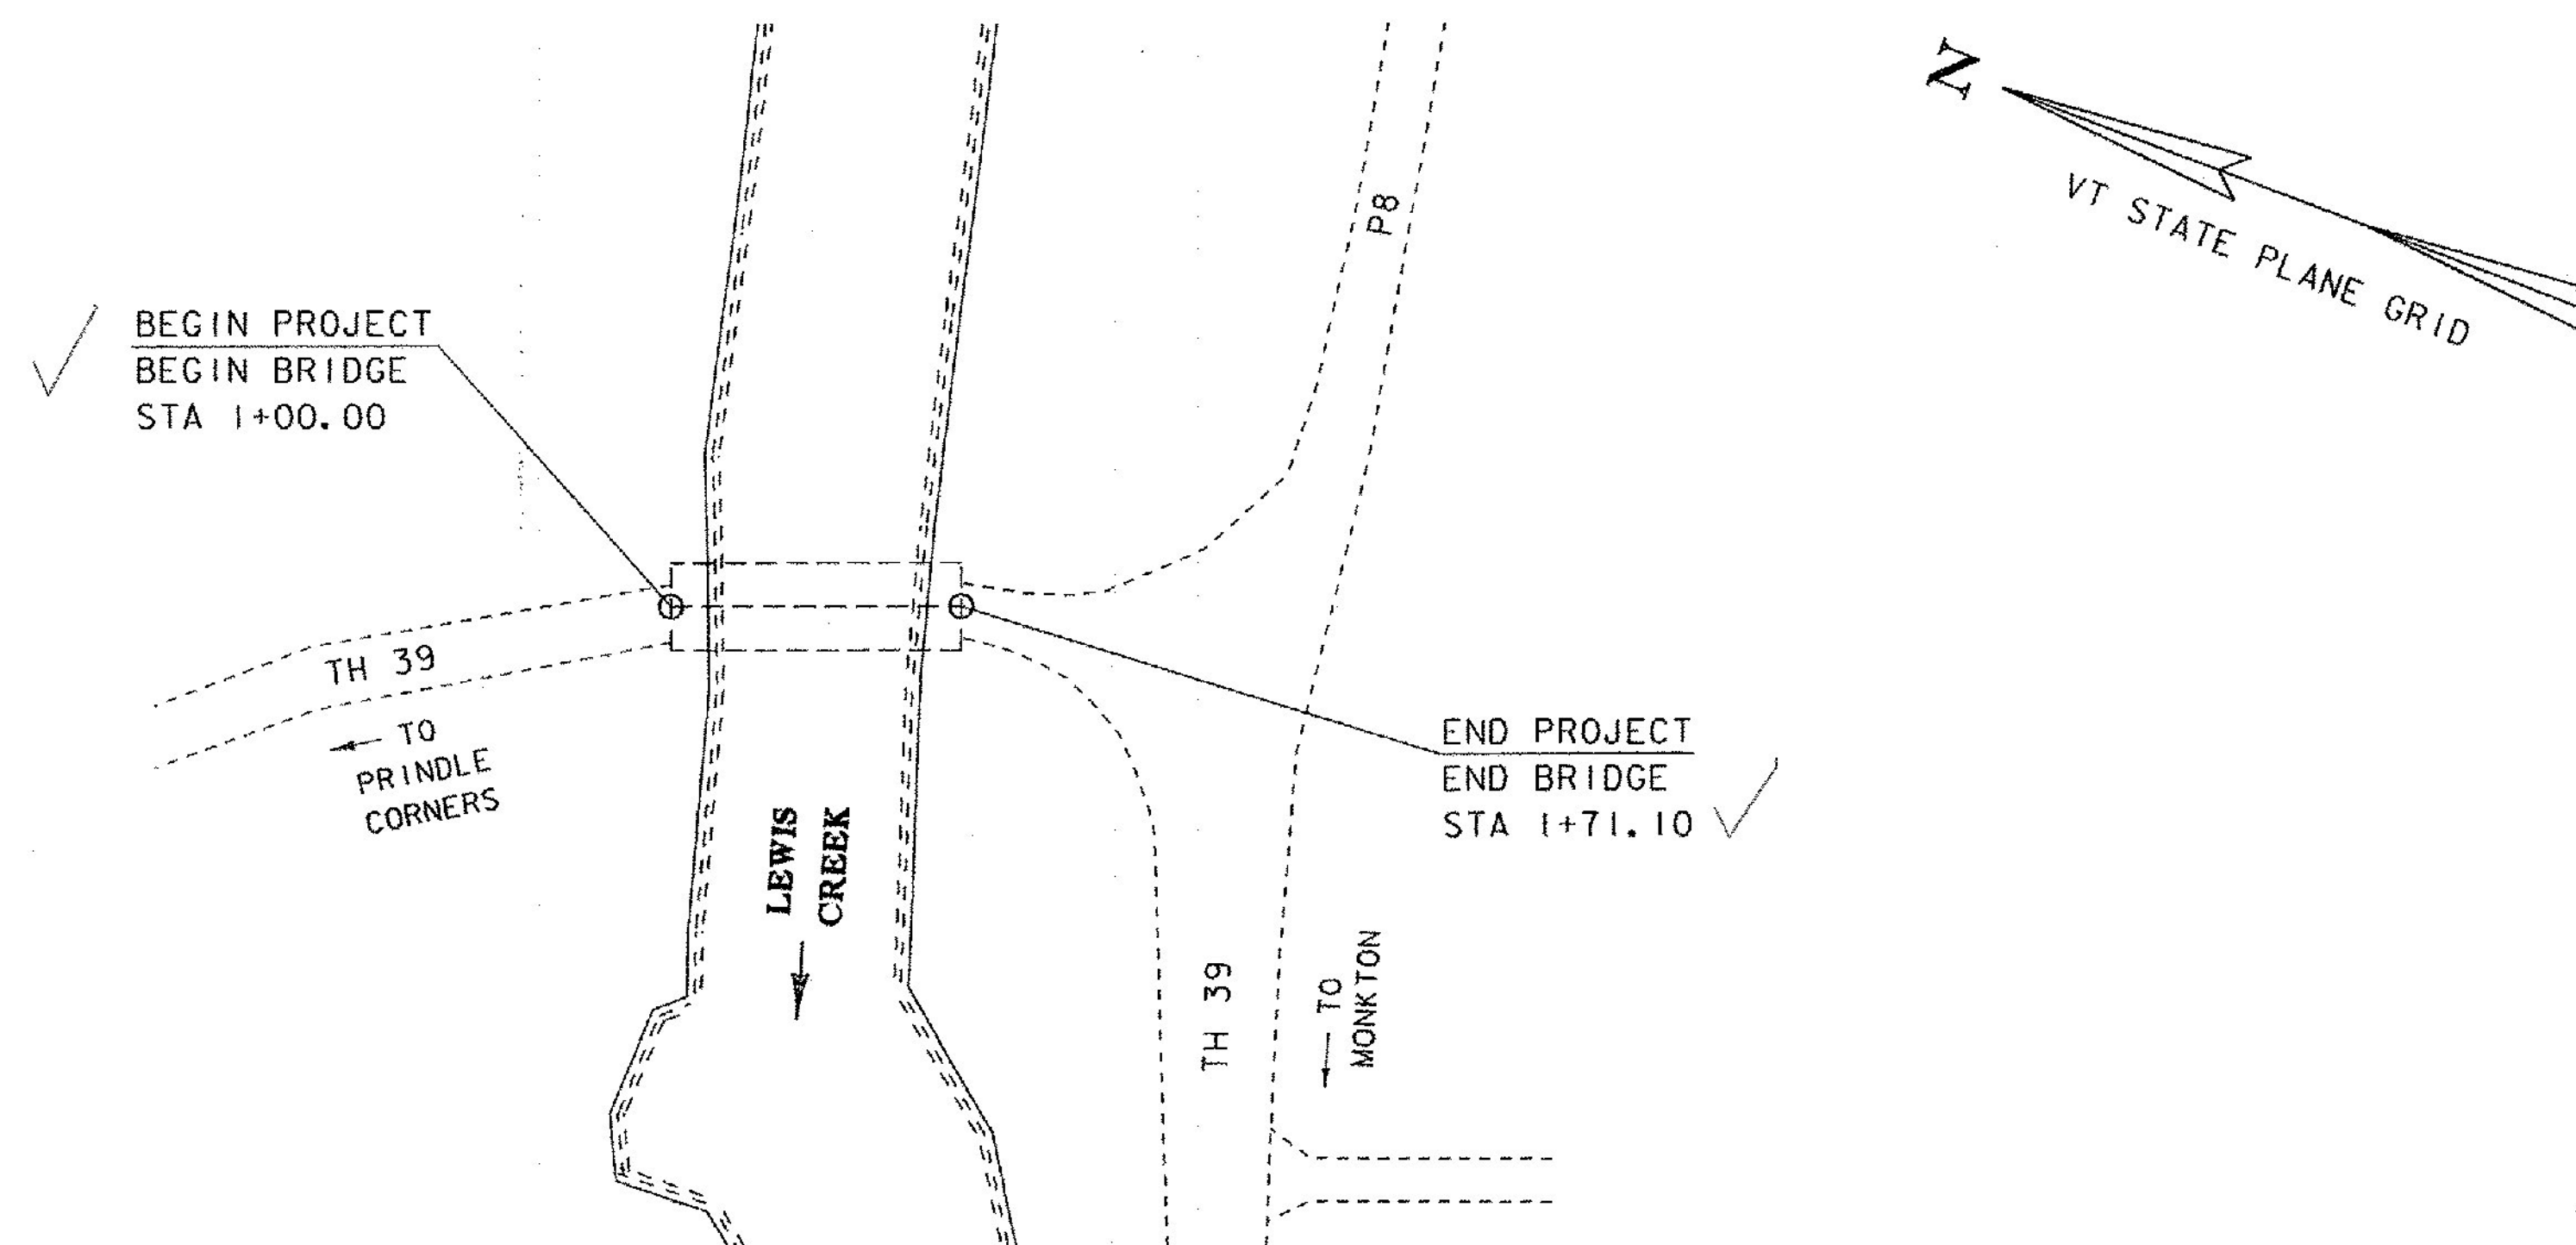 N
VT STATE PLANE GRID
P8
BEGIN PROJECT
BEGIN BRIDGE
STA 1+00.00
TH 39
TO
PRINDLE
CORNERS
LEWIS
CREEK
END PROJECT
END BRIDGE
STA 1+71.10
TH 39
TO
MONKTON